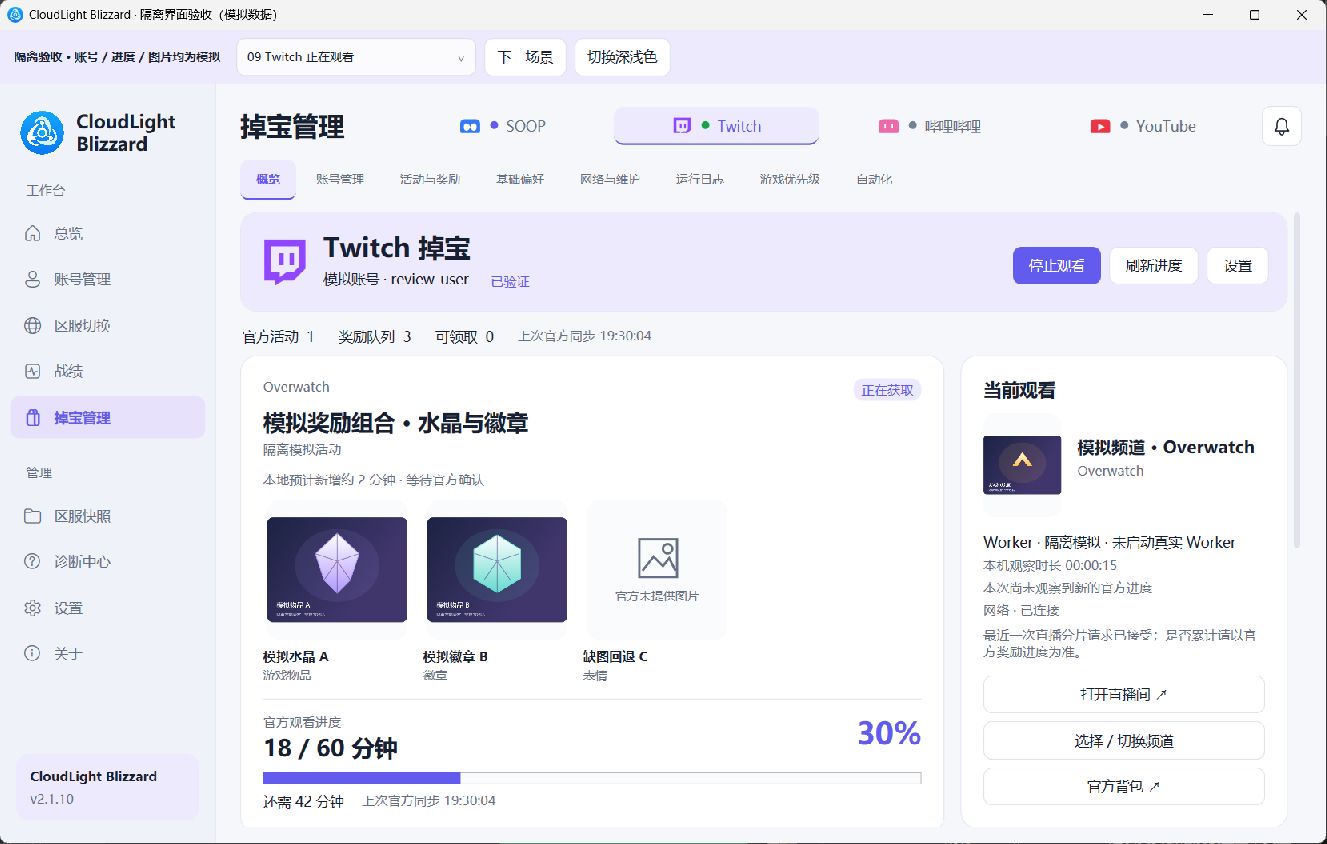 CloudLight Blizzard · 隔离界面验收（模拟数据）
隔离验收 • 账号 / 进度 / 图片均为模拟
09 Twitch 正在观看
下一场景
切换深浅色
CloudLight
Blizzard
工作台
总览
账号管理
区服切换
战绩
掉宝管理
管理
区服快照
诊断中心
设置
关于
CloudLight Blizzard
v2.1.10
掉宝管理
SOOP
Twitch
哔哩哔哩
YouTube
概览
账号管理
活动与奖励
基础偏好
网络与维护
运行日志
游戏优先级
自动化
Twitch 掉宝
模拟账号 · review_user
已验证
停止观看
刷新进度
设置
官方活动 1
奖励队列 3
可领取 0
上次官方同步 19:30:04
Overwatch
正在获取
模拟奖励组合 • 水晶与徽章
隔离模拟活动
本地预计新增约 2 分钟 · 等待官方确认
模拟物品 A
模拟物品 B
官方未提供图片
模拟水晶 A
游戏物品
模拟徽章 B
徽章
缺图回退 C
表情
官方观看进度
18 / 60 分钟
30%
还需 42 分钟
上次官方同步 19:30:04
当前观看
模拟频道 • Overwatch
Overwatch
Worker · 隔离模拟 · 未启动真实 Worker
本机观察时长 00:00:15
本次尚未观察到新的官方进度
网络 · 已连接
最近一次直播分片请求已接受；是否累计请以官
方奖励进度为准。
打开直播间 ↗
选择 / 切换频道
官方背包 ↗